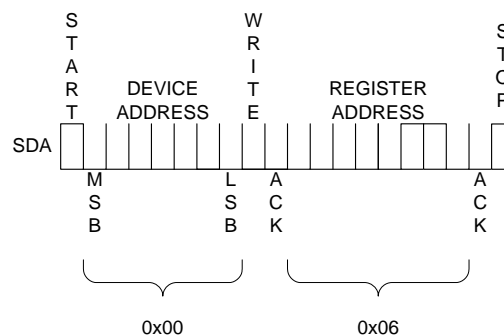 START
WRITE
STOP
DEVICE
ADDRESS
REGISTER
ADDRESS
SDA
MSB
LSB
ACK
ACK
0x00
0x06